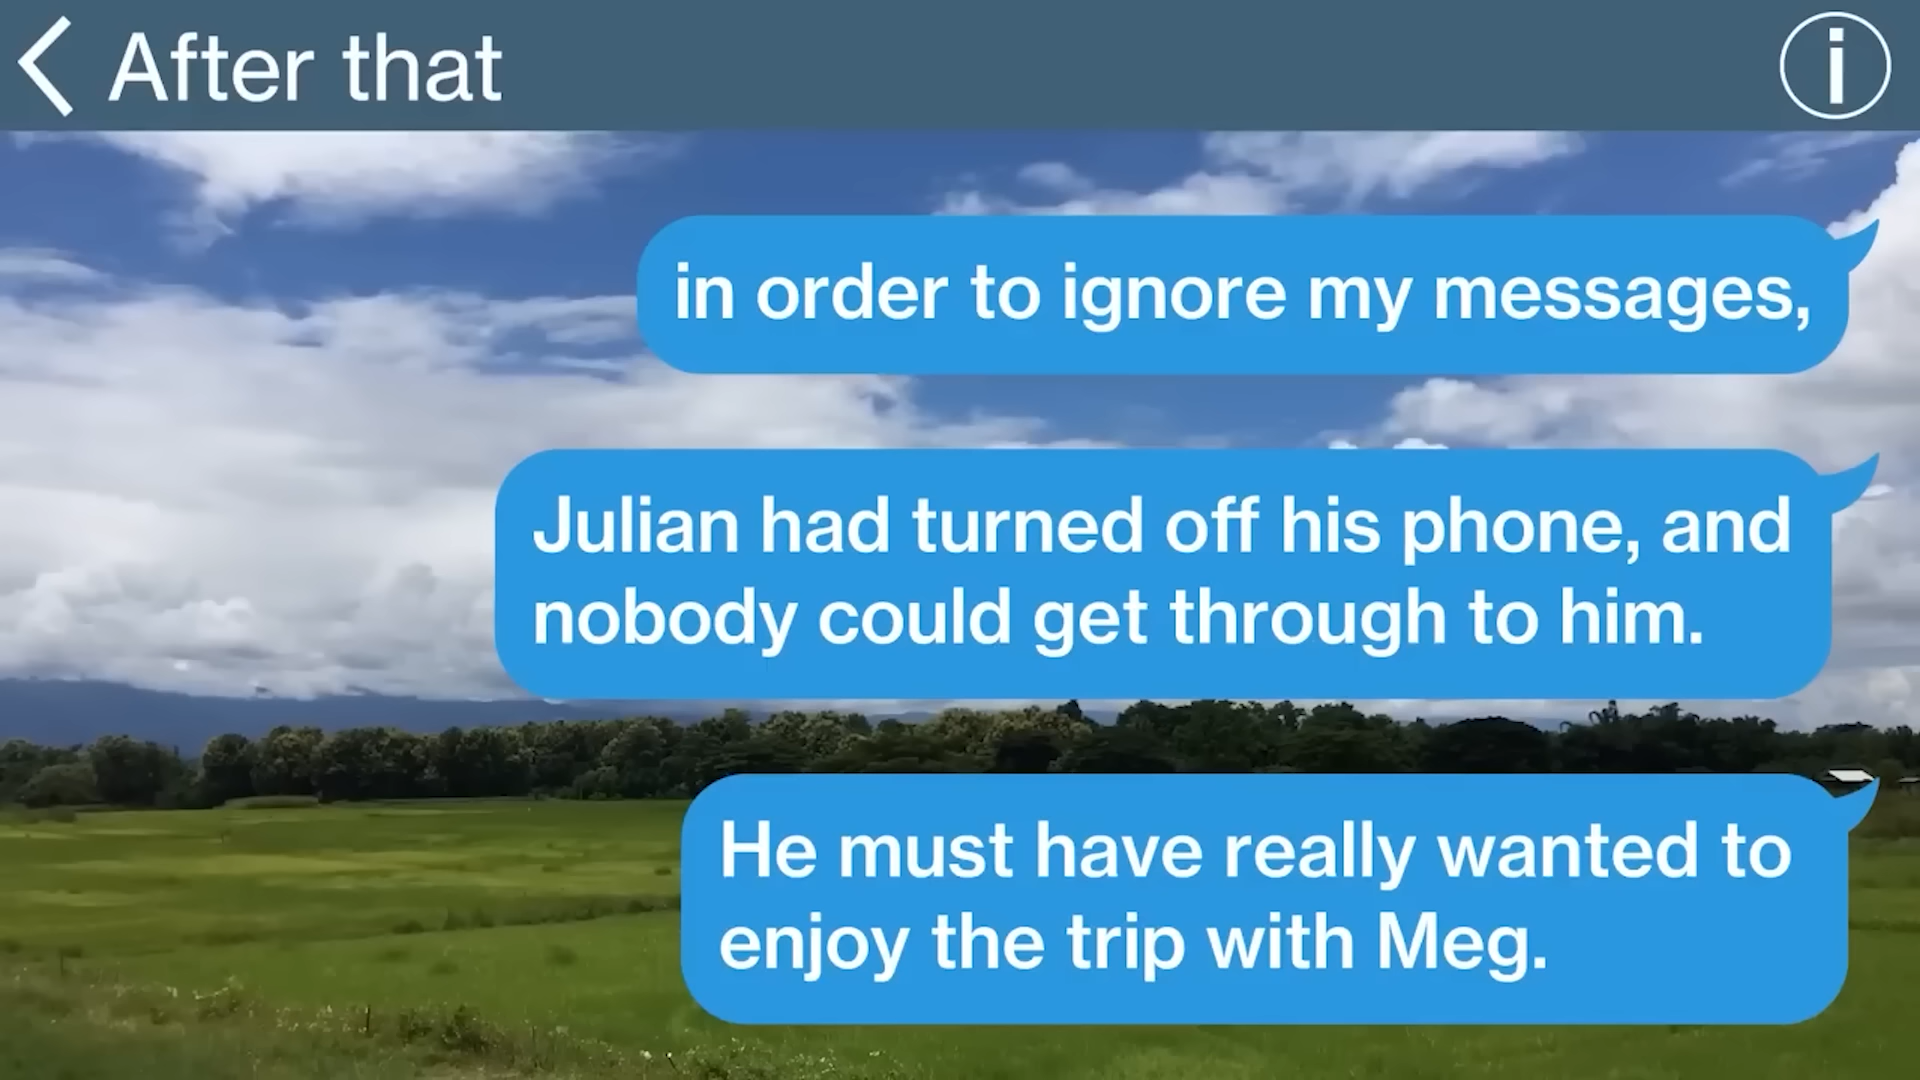 After that
in order to ignore my messages,
Julian had turned off his phone, and
nobody could get through to him.
He must have really wanted to
enjoy the trip with Meg.